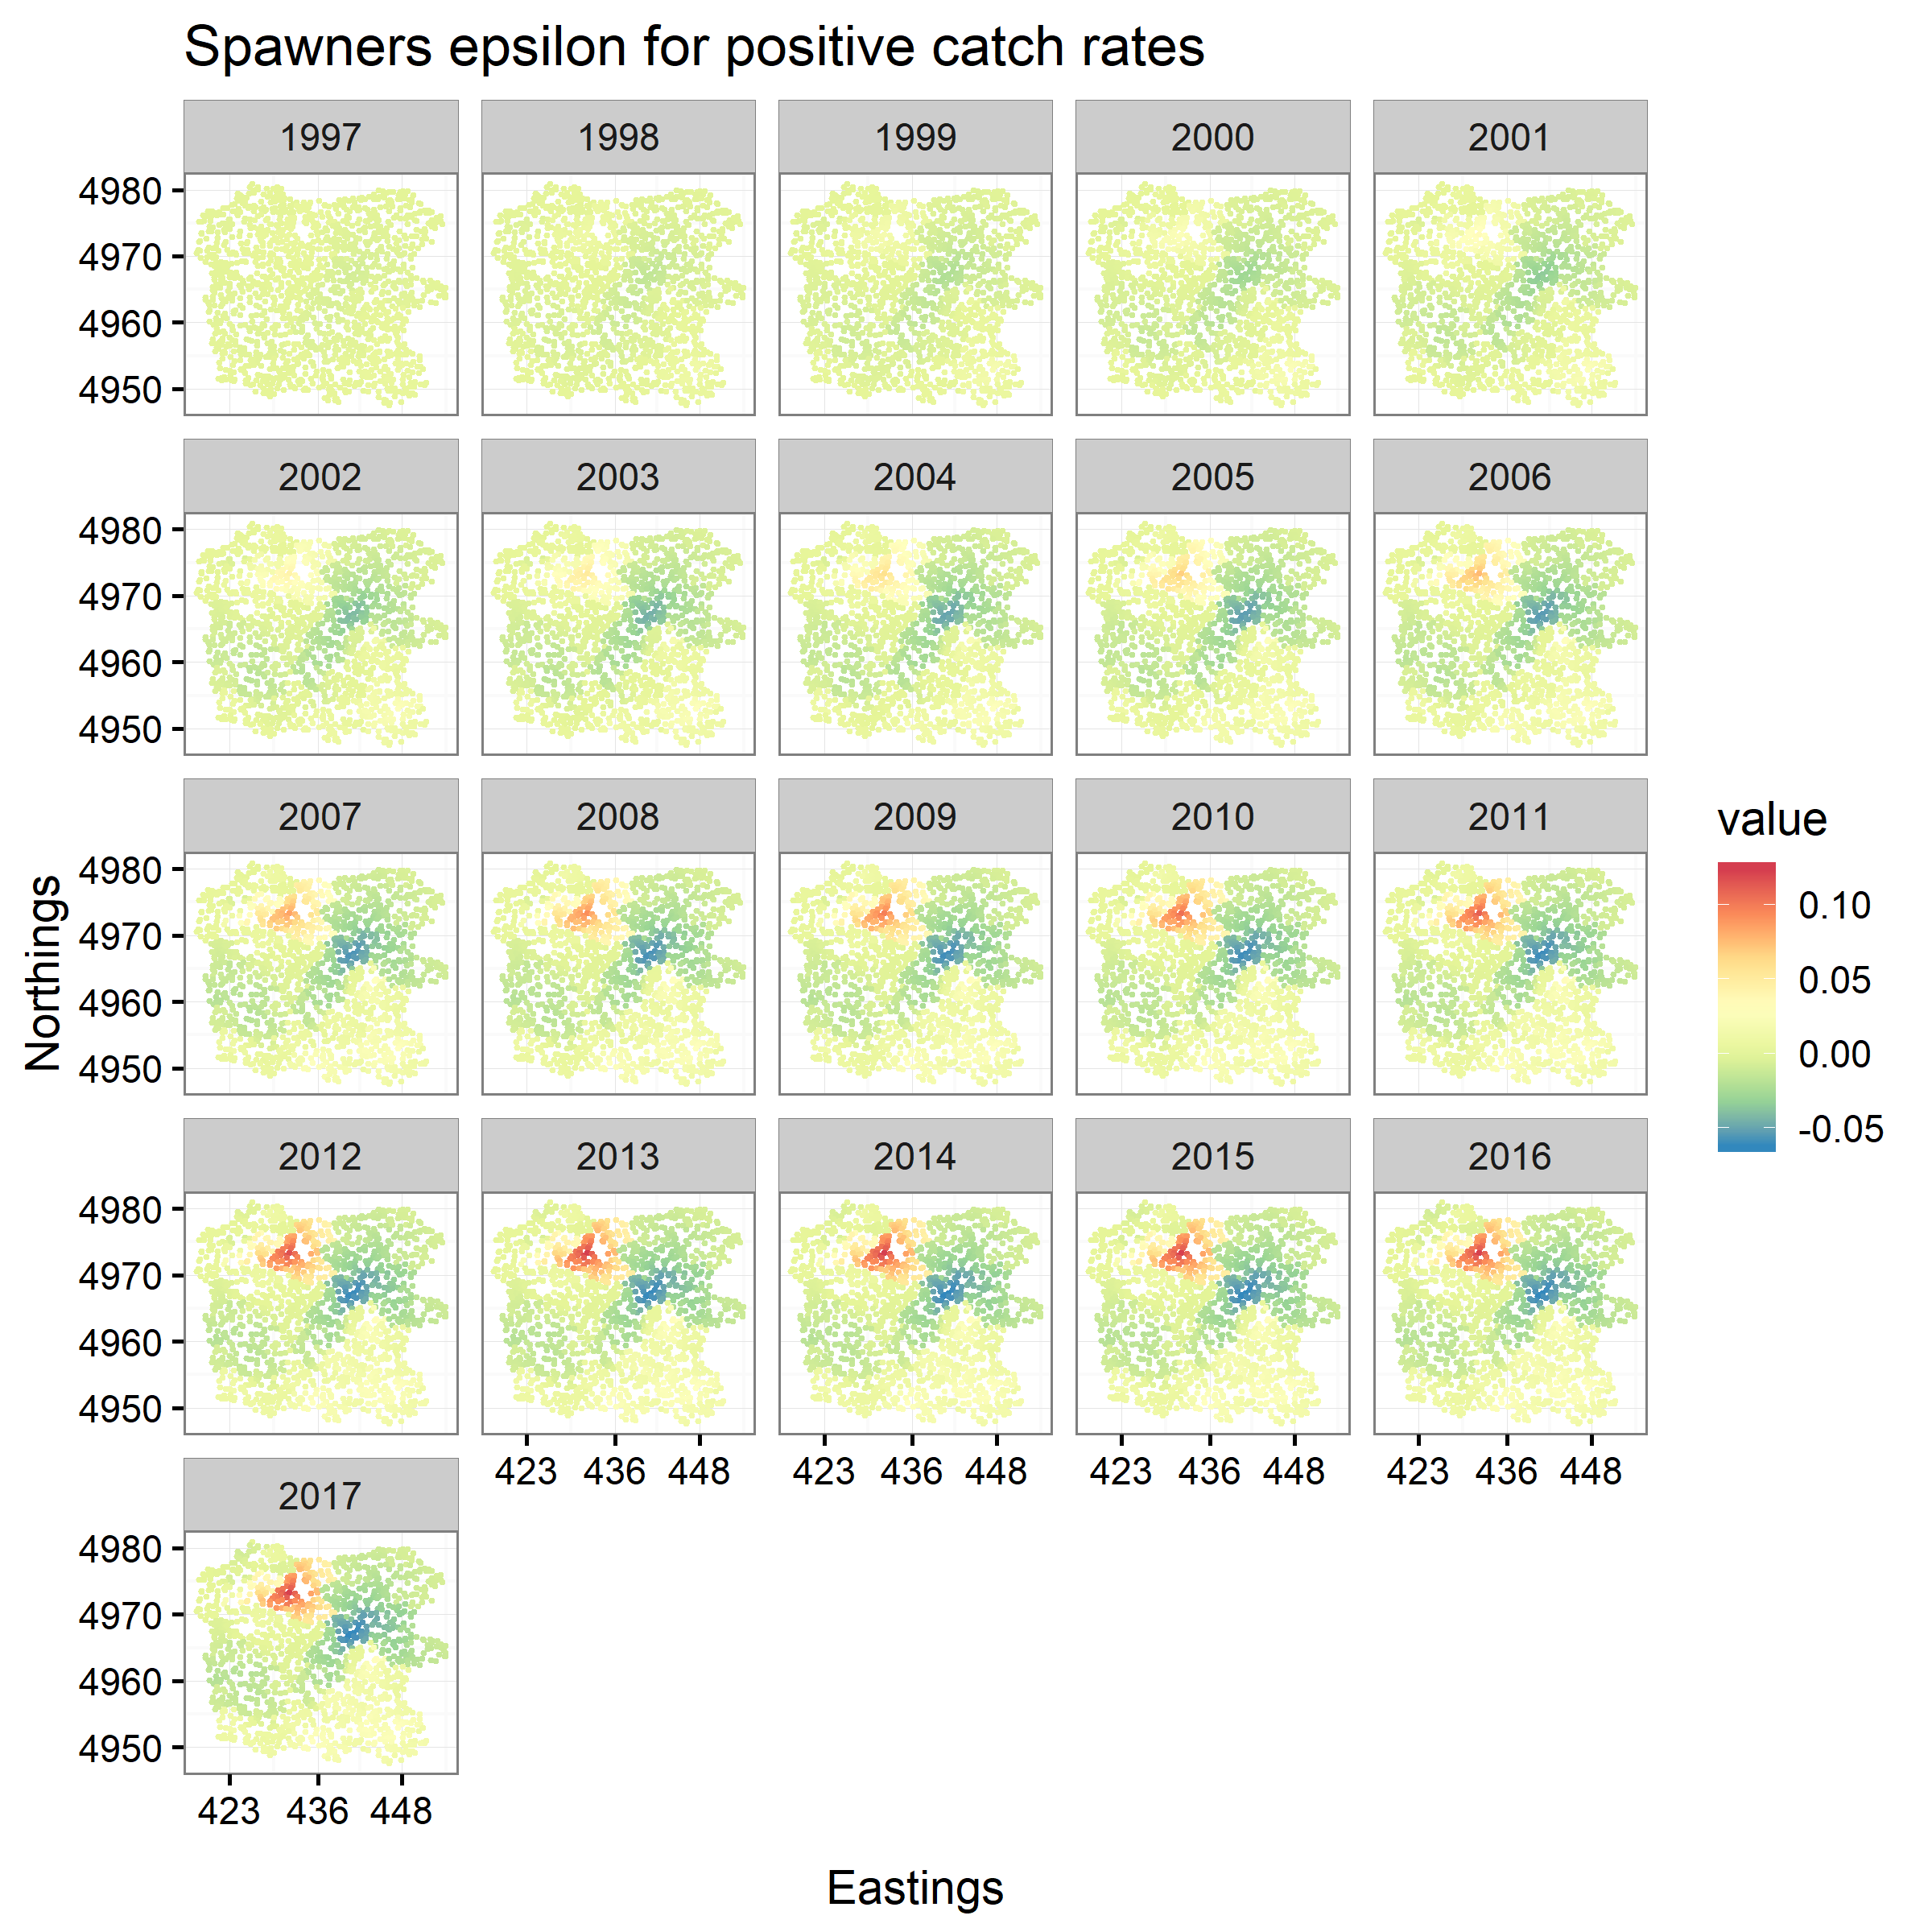 Spawners epsilon for positive catch rates
1997 1998 1999 2000 2001
4980
4970
4960
4950
2002 2003 2004 2005 2006
4980
4970
4960
4950
2007 2008 2009 2010 2011
4980
4970
4960
4950
2012 2013 2014 2015 2016
4980
4970
4960
4950
423 436 448 423 436 448 423 436 448 423 436 448
2017
4980
4970
4960
4950
423 436 448
Eastings
Northings
value
0.10
0.05
0.00
-0.05